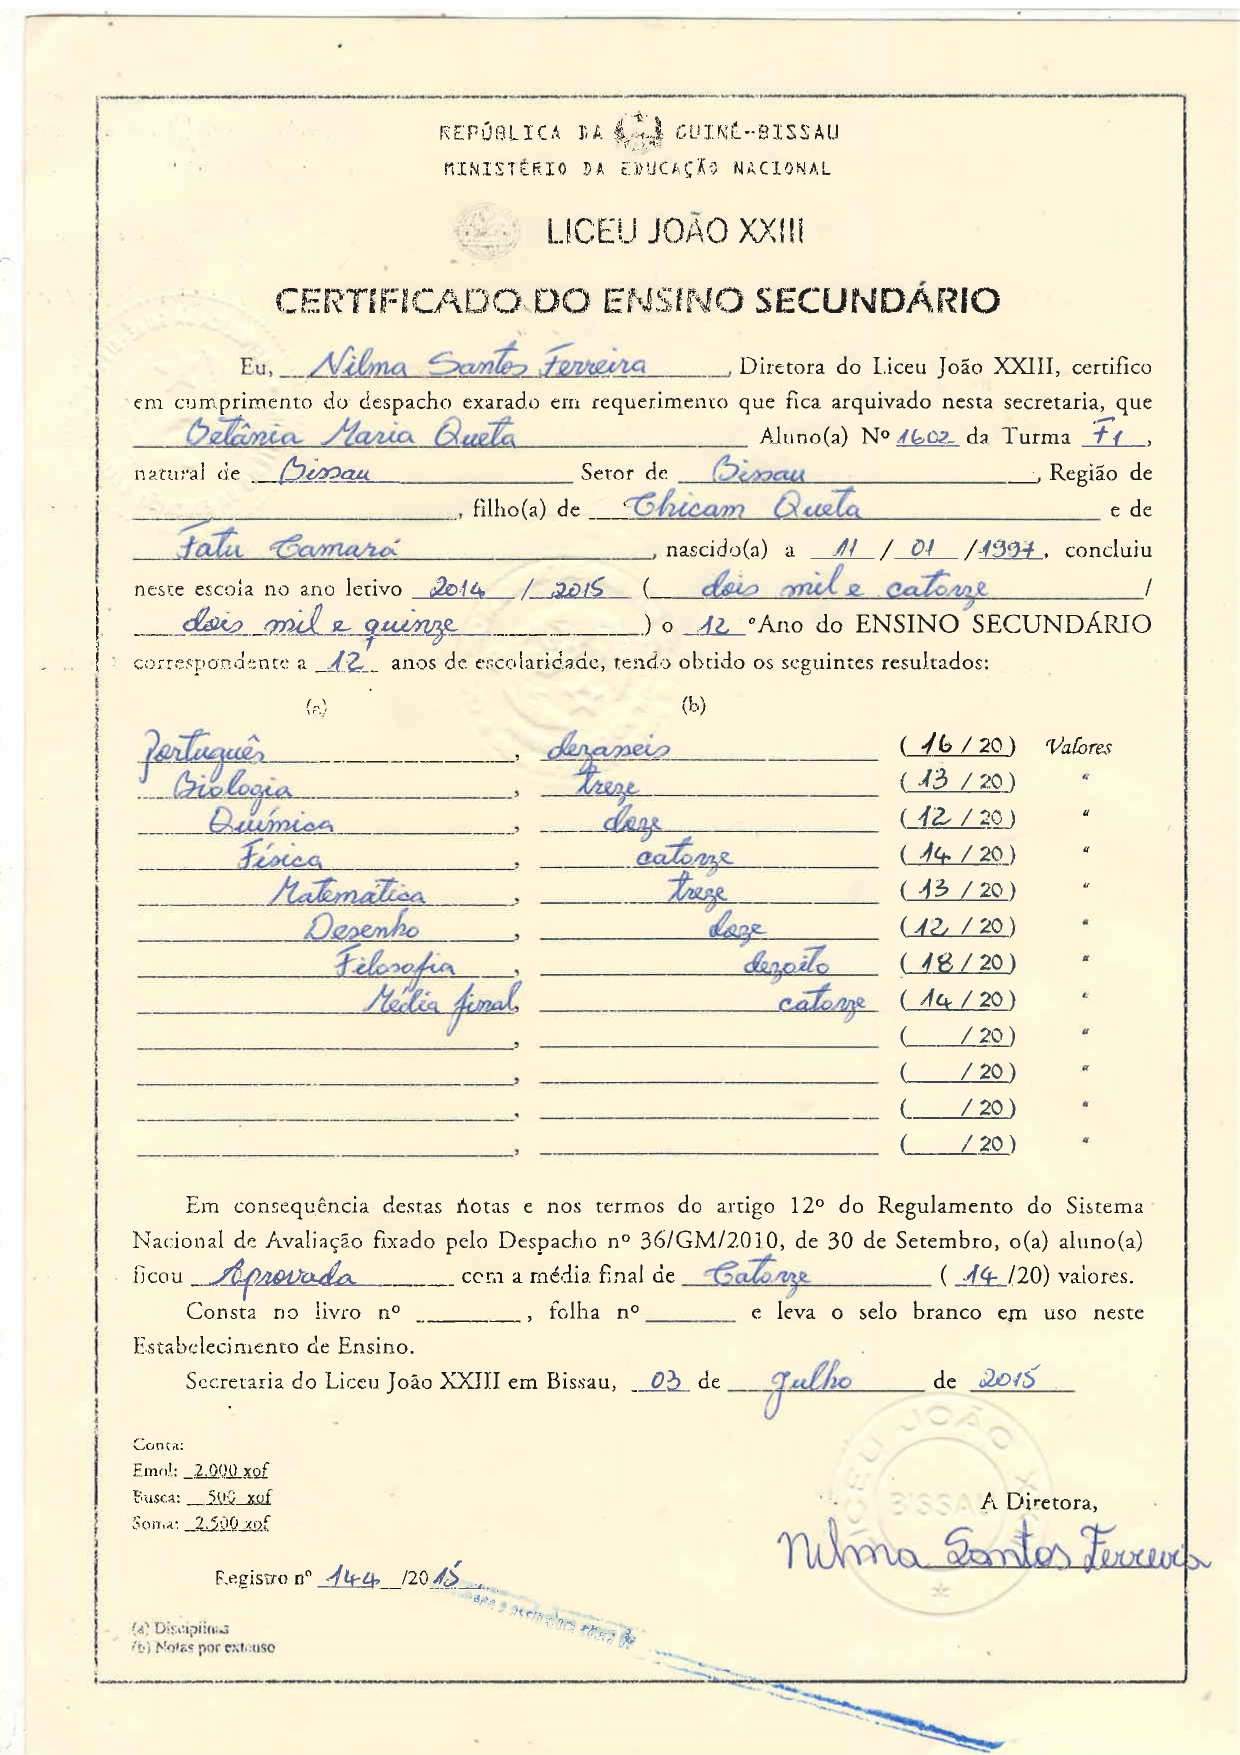 REPÚBLICA DA GUINÉ-BISSAU
MINISTÉRIO DA EDUCAÇÃO NACIONAL
LICEU JOÃO XXIII
CERTIFICADO DO ENSINO SECUNDÁRIO
Eu, Nilma Santos Ferreira, Diretora do Liceu João XXIII, certifico
em cumprimento do despacho exarado em requerimento que fica arquivado nesta secretaria, que
Betânia Maria Queta Aluno(a) Nº 1602 da Turma F1,
natural de Bissau Setor de Bissau, Região de
, filho(a) de Chicam Queta e de
Fatu Camará, nascido(a) a 11 / 01 / 1997, concluiu
neste escola no ano letivo 2014 / 2015 ( dois mil e catorze /
dois mil e quinze ) o 12 º Ano do ENSINO SECUNDÁRIO
correspondente a 12 anos de escolaridade, tendo obtido os seguintes resultados:
(a) (b)
Português, dezaseis ( 16 / 20 ) Valores
Biologia, treze ( 13 / 20 ) "
Química, doze ( 12 / 20 ) "
Física, catorze ( 14 / 20 ) "
Matemática, treze ( 13 / 20 ) "
Desenho, doze ( 12 / 20 ) "
Filosofia, dezoito ( 18 / 20 ) "
Média final, catorze ( 14 / 20 ) "
, ( / 20 ) "
, ( / 20 ) "
, ( / 20 ) "
, ( / 20 ) "
Em consequência destas notas e nos termos do artigo 12º do Regulamento do Sistema
Nacional de Avaliação fixado pelo Despacho nº 36/GM/2010, de 30 de Setembro, o(a) aluno(a)
ficou Aprovada com a média final de Catorze ( 14 /20) valores.
Consta no livro nº , folha nº e leva o selo branco em uso neste
Estabelecimento de Ensino.
Secretaria do Liceu João XXIII em Bissau, 03 de Julho de 2015
LICEU JOÃO
BISSAU
Conta:
Emol: 2.000 xof
Busca: 500 xof
Soma: 2.500 xof
A Diretora,
Nilma Santos Ferreira
Registro nº 144 /2015
(a) Disciplinas
(b) Notas por extenso